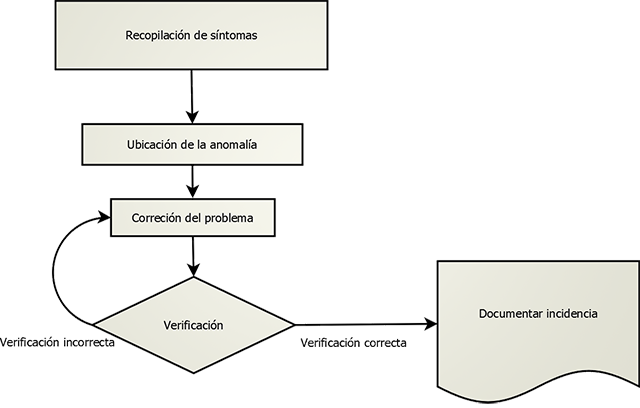 Recopilación de síntomas
Ubicación de la anomalía
Correción del problema
Verificación
Documentar incidencia
Verificación incorrecta
Verificación correcta